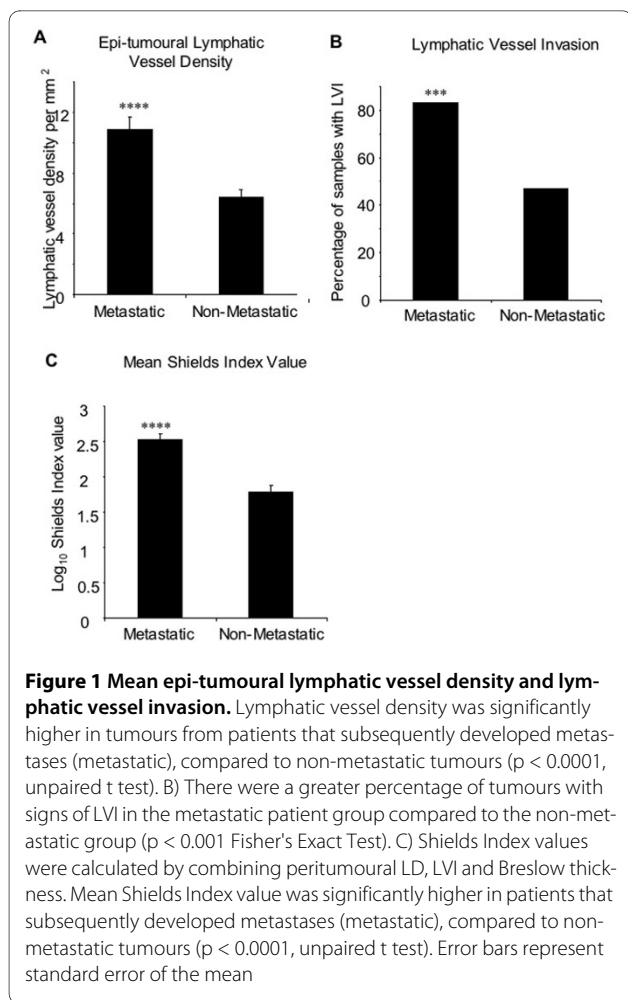 A
Epi-tumoural Lymphatic
Vessel Density
Lymphatic vessel density per mm 2
12
8
4
0
****
Metastatic
Non-Metastatic
B
Lymphatic Vessel Invasion
Percentage of samples with LVI
80
60
40
20
0
***
Metastatic
Non-Metastatic
C
Mean Shields Index Value
Log10 Shields Index value
3
2.5
2
1.5
1
0.5
0
****
Metastatic
Non-Metastatic
Figure 1 Mean epi-tumoural lymphatic vessel density and lym-
phatic vessel invasion. Lymphatic vessel density was significantly
higher in tumours from patients that subsequently developed metas-
tases (metastatic), compared to non-metastatic tumours (p < 0.0001,
unpaired t test). B) There were a greater percentage of tumours with
signs of LVI in the metastatic patient group compared to the non-met-
astatic group (p < 0.001 Fisher's Exact Test). C) Shields Index values
were calculated by combining peritumoural LD, LVI and Breslow thick-
ness. Mean Shields Index value was significantly higher in patients that
subsequently developed metastases (metastatic), compared to non-
metastatic tumours (p < 0.0001, unpaired t test). Error bars represent
standard error of the mean